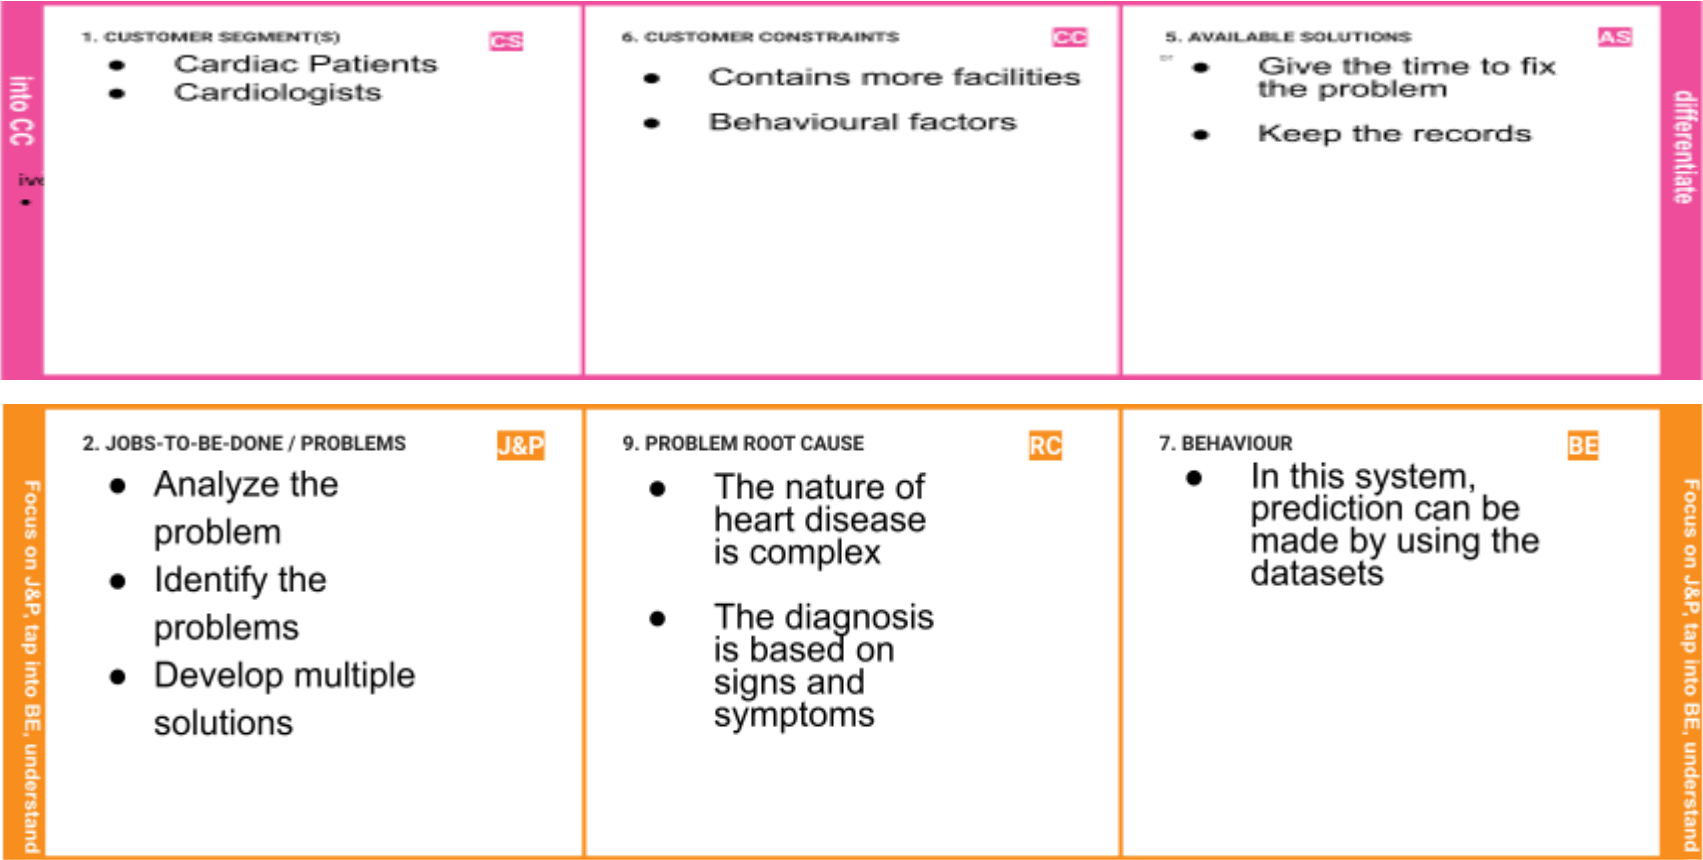 into CC
ive
•
1. CUSTOMER SEGMENT(S)
CS
• Cardiac Patients
• Cardiologists
6. CUSTOMER CONSTRAINTS
CC
• Contains more facilities
• Behavioural factors
5. AVAILABLE SOLUTIONS
AS
or
• Give the time to fix
the problem
• Keep the records
differentiate
Focus on J&P, tap into BE, understand
2. JOBS-TO-BE-DONE / PROBLEMS
J&P
• Analyze the
problem
• Identify the
problems
• Develop multiple
solutions
9. PROBLEM ROOT CAUSE
RC
• The nature of
heart disease
is complex
• The diagnosis
is based on
signs and
symptoms
7. BEHAVIOUR
BE
• In this system,
prediction can be
made by using the
datasets
Focus on J&P, tap into BE, understand